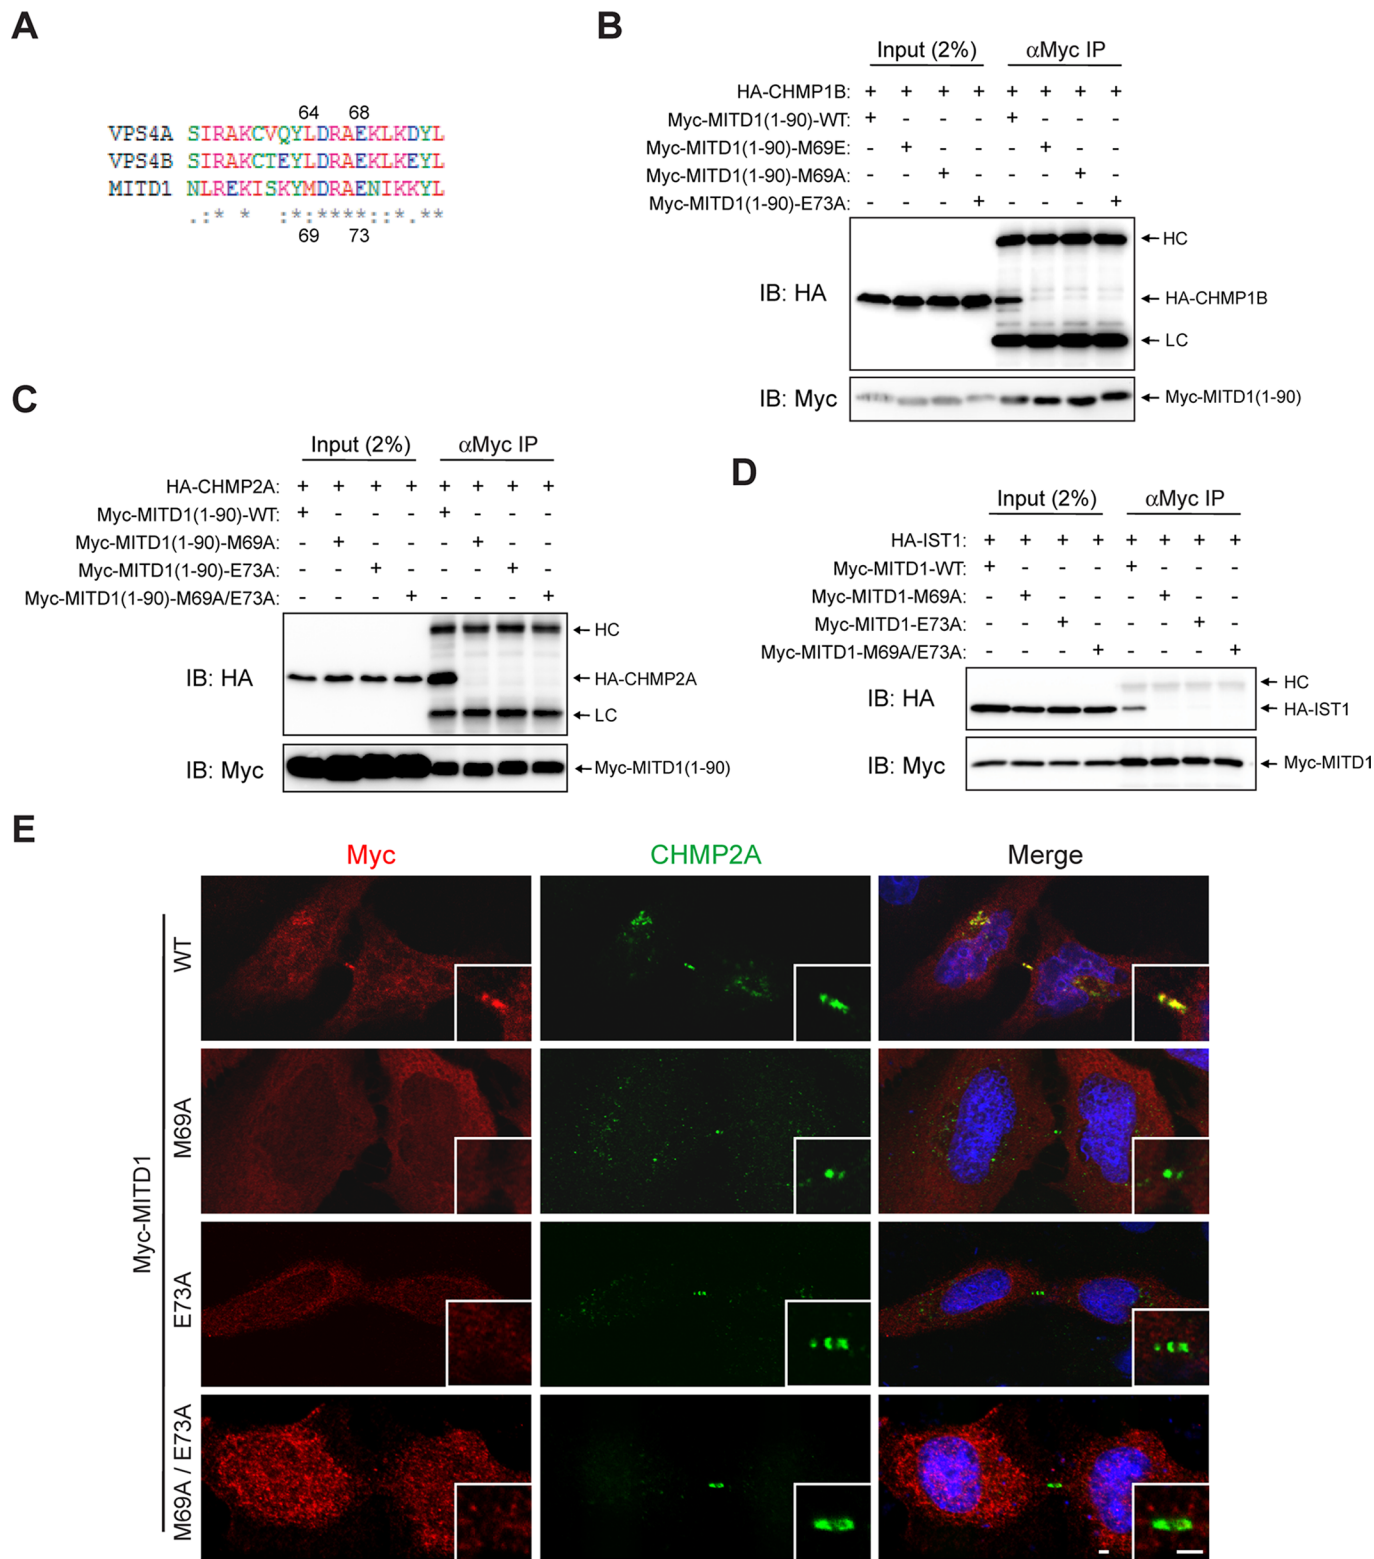 A
64 68
VPS4A SIRAKCVQYLDRAEKLKDYL
VPS4B SIRAKCTEYLDRAEKLKEYL
MITD1 NLREKISKYMDRAENIKKYL
.::* * :*:****::*.**
69 73
B
Input (2%) αMyc IP
HA-CHMP1B: + + + + + + + +
Myc-MITD1(1-90)-WT: + - - - + - - -
Myc-MITD1(1-90)-M69E: - + - - - + - -
Myc-MITD1(1-90)-M69A: - - + - - - + -
Myc-MITD1(1-90)-E73A: - - - + - - - +
IB: HA
HC
HA-CHMP1B
LC
IB: Myc
Myc-MITD1(1-90)
C
Input (2%) αMyc IP
HA-CHMP2A: + + + + + + + +
Myc-MITD1(1-90)-WT: + - - - + - - -
Myc-MITD1(1-90)-M69A: - + - - - + - -
Myc-MITD1(1-90)-E73A: - - + - - - + -
Myc-MITD1(1-90)-M69A/E73A: - - - + - - - +
IB: HA
HC
HA-CHMP2A
LC
IB: Myc
Myc-MITD1(1-90)
D
Input (2%) αMyc IP
HA-IST1: + + + + + + + +
Myc-MITD1-WT: + - - - + - - -
Myc-MITD1-M69A: - + - - - + - -
Myc-MITD1-E73A: - - + - - - + -
Myc-MITD1-M69A/E73A: - - - + - - - +
IB: HA
HC
HA-IST1
IB: Myc
Myc-MITD1
E
Myc CHMP2A Merge
Myc-MITD1
WT
M69A
E73A
M69A / E73A